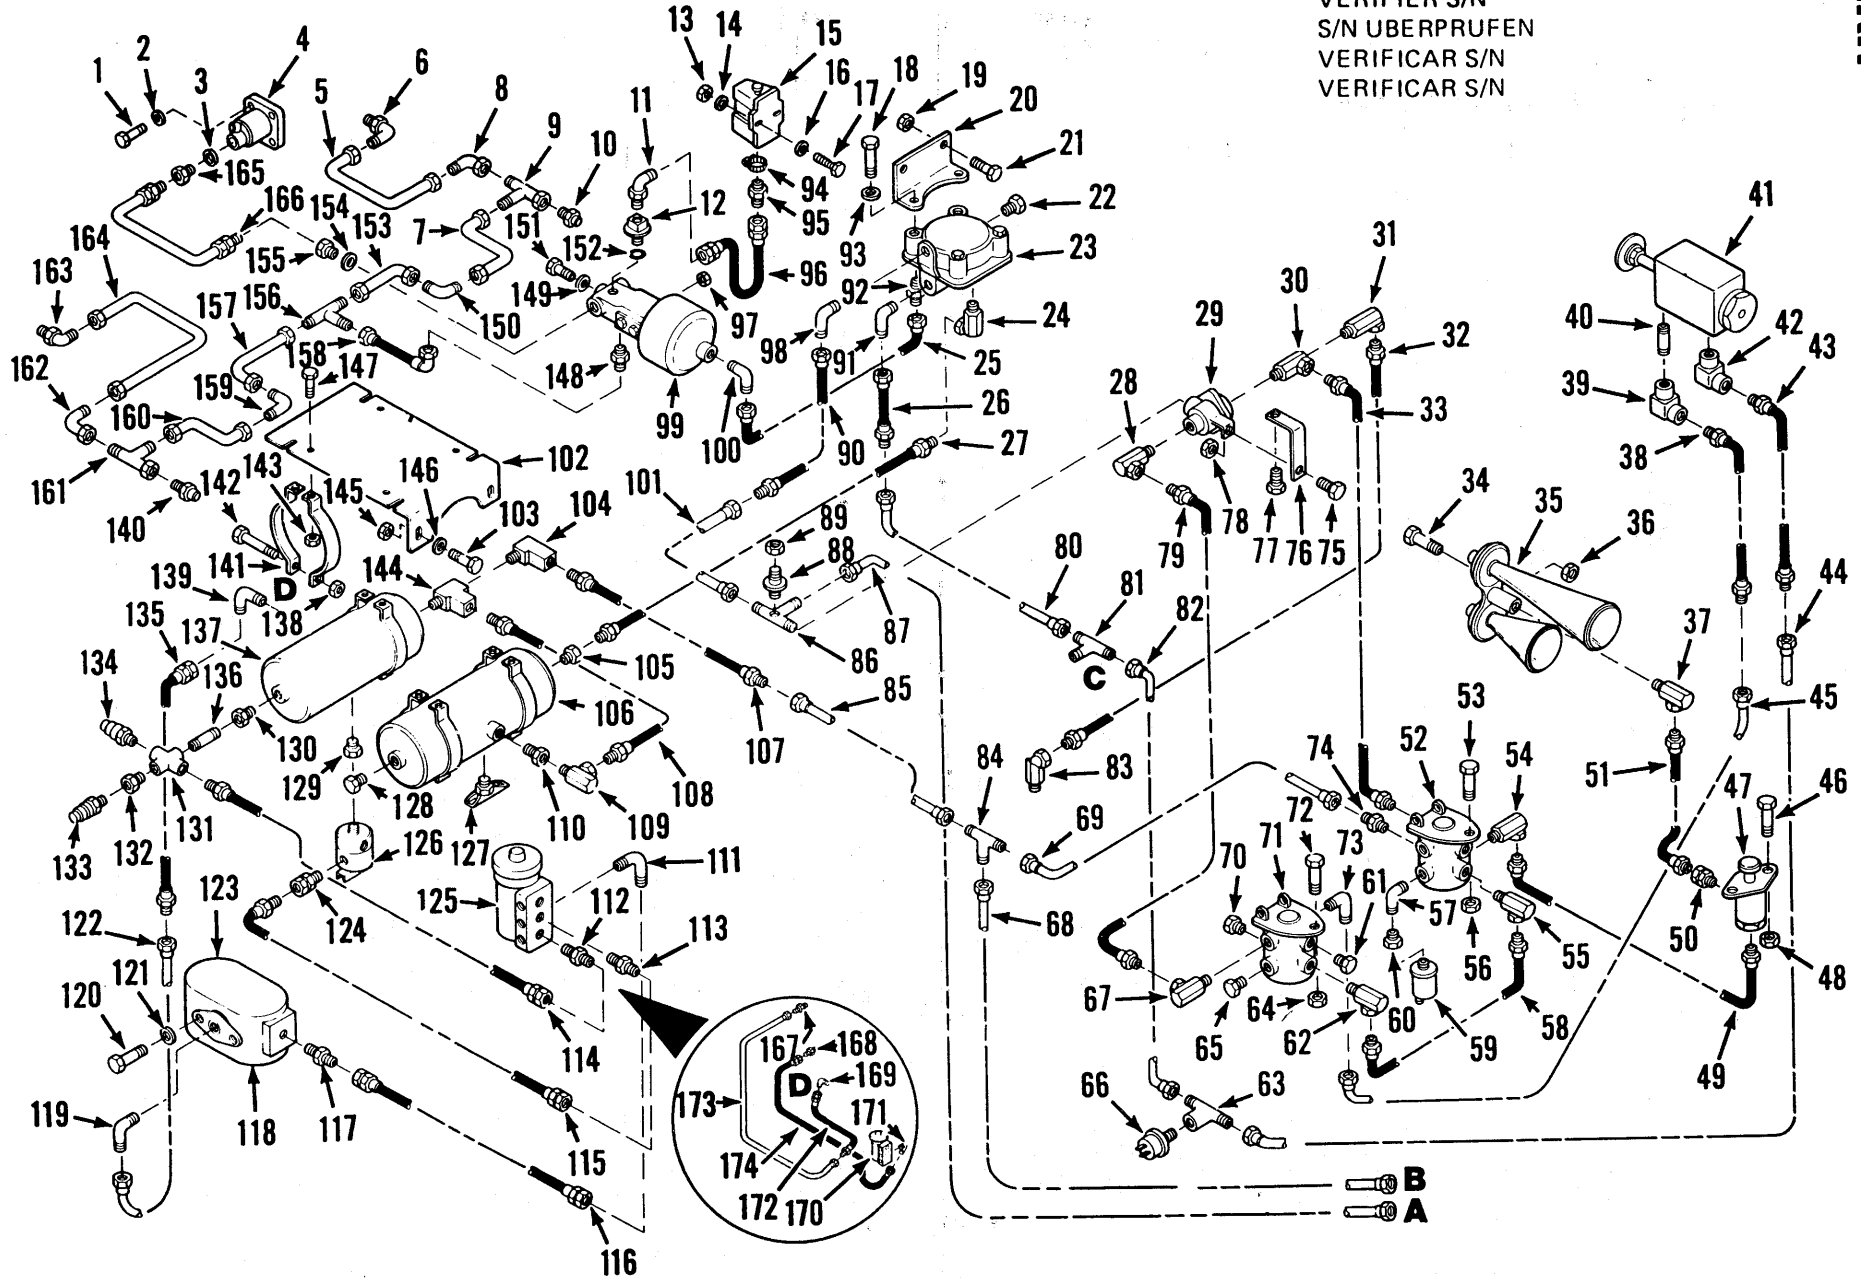 VERIFIER S/N
S/N UBERPRUFEN
VERIFICAR S/N
VERIFICAR S/N
1 2 3 4 5 6 7 8 9 10 11 12
13 14 15 16 17 18 19 20 21 22 23 24
25 26 27 28 29 30 31 32 33
34 35 36 37 38 39 40 41 42 43 44 45
46 47 48 49 50 51 52 53 54 55 56 57 58 59 60
61 62 63 64 65 66 67 68 69 70 71 72 73 74
75 76 77 78 79 80 81 82 83 84 85 86 87 88 89
90 91 92 93 94 95 96 97 98 99 100
101 102 103 104 105 106 107 108 109 110
111 112 113 114 115 116 117 118 119 120
121 122 123 124 125 126 127 128 129 130
131 132 133 134 135 136 137 138 139 140
141 142 143 144 145 146 147 148 149 150
151 152 153 154 155 156 157 158 159 160
161 162 163 164 165 166
167 168 169 170 171 172 173 174
D
D
C
B
A